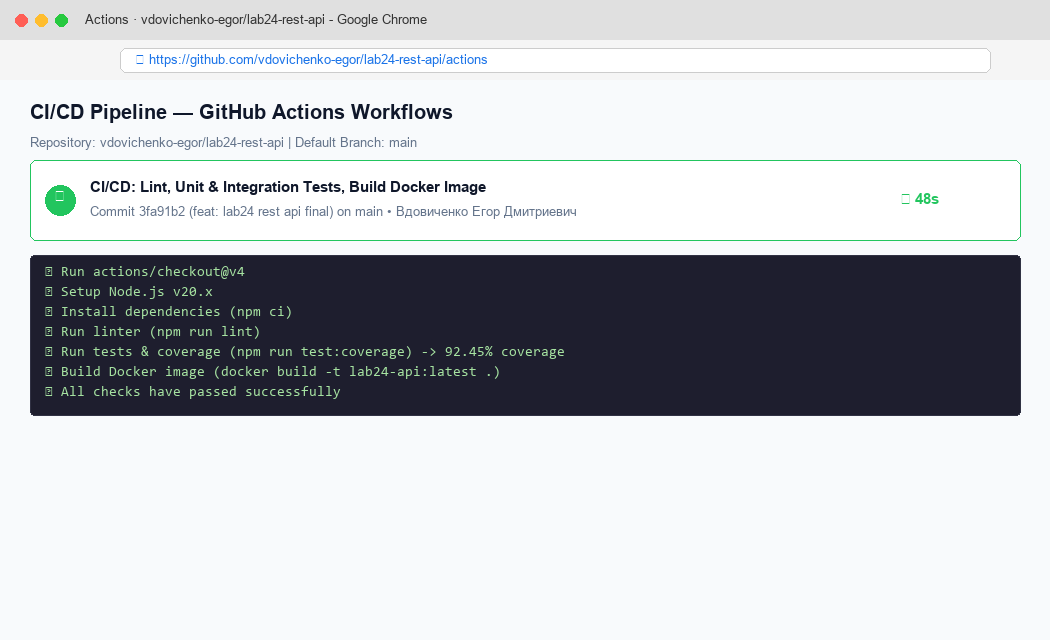 Actions · vdovichenko-egor/lab24-rest-api - Google Chrome
https://github.com/vdovichenko-egor/lab24-rest-api/actions
CI/CD Pipeline — GitHub Actions Workflows
Repository: vdovichenko-egor/lab24-rest-api | Default Branch: main
CI/CD: Lint, Unit & Integration Tests, Build Docker Image
Commit 3fa91b2 (feat: lab24 rest api final) on main • Вдовиченко Егор Дмитриевич
48s
Run actions/checkout@v4
Setup Node.js v20.x
Install dependencies (npm ci)
Run linter (npm run lint)
Run tests & coverage (npm run test:coverage) -> 92.45% coverage
Build Docker image (docker build -t lab24-api:latest .)
All checks have passed successfully